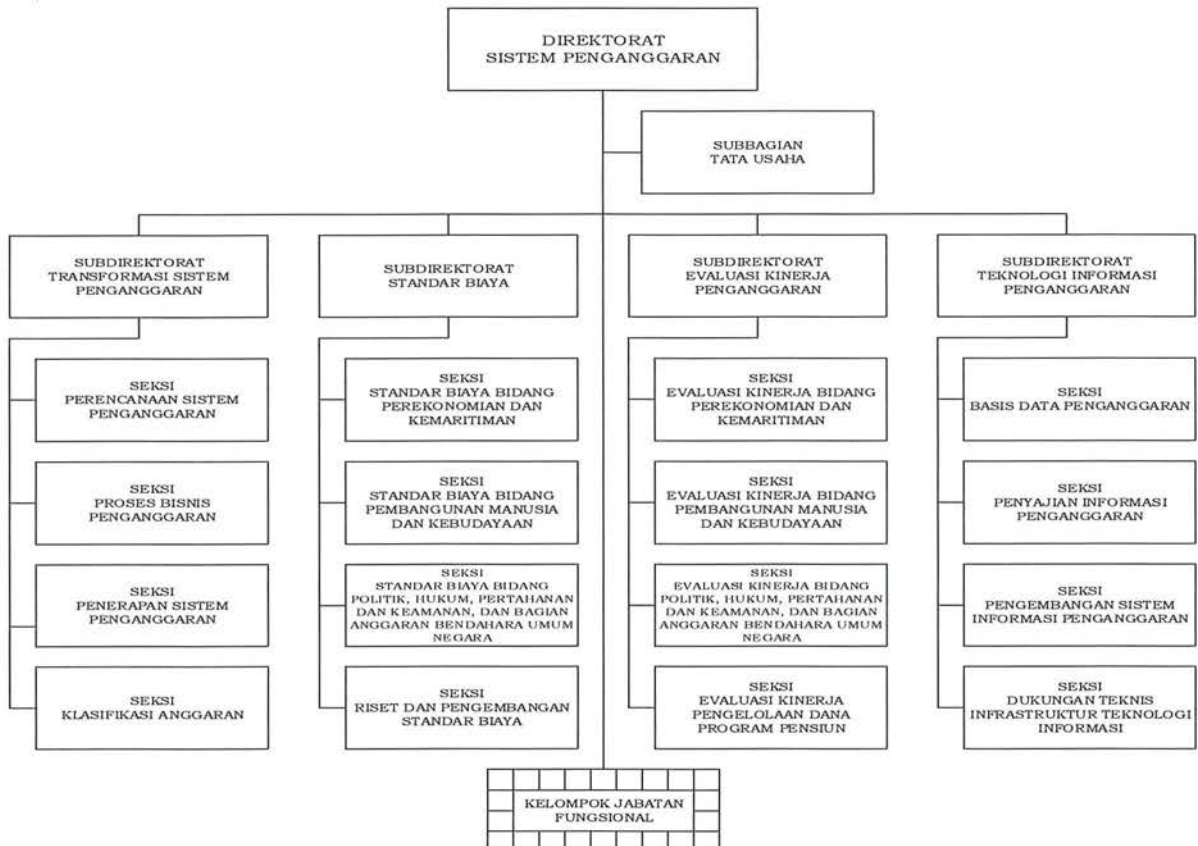 DIREKTORAT
SISTEM PENGANGGARAN
SUBBAGIAN
TATA USAHA
SUBDIREKTORAT
TRANSFORMASI SISTEM
PENGANGGARAN
SUBDIREKTORAT
STANDAR BIAYA
SUBDIREKTORAT
EVALUASI KINERJA
PENGANGGARAN
SUBDIREKTORAT
TEKNOLOGI INFORMASI
PENGANGGARAN
SEKSI
PERENCANAAN SISTEM
PENGANGGARAN
SEKSI
STANDAR BIAYA BIDANG
PEREKONOMIAN DAN
KEMARITIMAN
SEKSI
EVALUASI KINERJA BIDANG
PEREKONOMIAN DAN
KEMARITIMAN
SEKSI
BASIS DATA PENGANGGARAN
SEKSI
PROSES BISNIS
PENGANGGARAN
SEKSI
STANDAR BIAYA BIDANG
PEMBANGUNAN MANUSIA
DAN KEBUDAYAAN
SEKSI
EVALUASI KINERJA BIDANG
PEMBANGUNAN MANUSIA
DAN KEBUDAYAAN
SEKSI
PENYAJIAN INFORMASI
PENGANGGARAN
SEKSI
PENERAPAN SISTEM
PENGANGGARAN
SEKSI
STANDAR BIAYA BIDANG
POLITIK, HUKUM, PERTAHANAN
DAN KEAMANAN, DAN BAGIAN
ANGGARAN BENDAHARA UMUM
NEGARA
SEKSI
EVALUASI KINERJA BIDANG
POLITIK, HUKUM, PERTAHANAN
DAN KEAMANAN, DAN BAGIAN
ANGGARAN BENDAHARA UMUM
NEGARA
SEKSI
PENGEMBANGAN SISTEM
INFORMASI PENGANGGARAN
SEKSI
KLASIFIKASI ANGGARAN
SEKSI
RISET DAN PENGEMBANGAN
STANDAR BIAYA
SEKSI
EVALUASI KINERJA
PENGELOLAAN DANA
PROGRAM PENSIUN
SEKSI
DUKUNGAN TEKNIS
INFRASTRUKTUR TEKNOLOGI
INFORMASI
KELOMPOK JABATAN
FUNGSIONAL